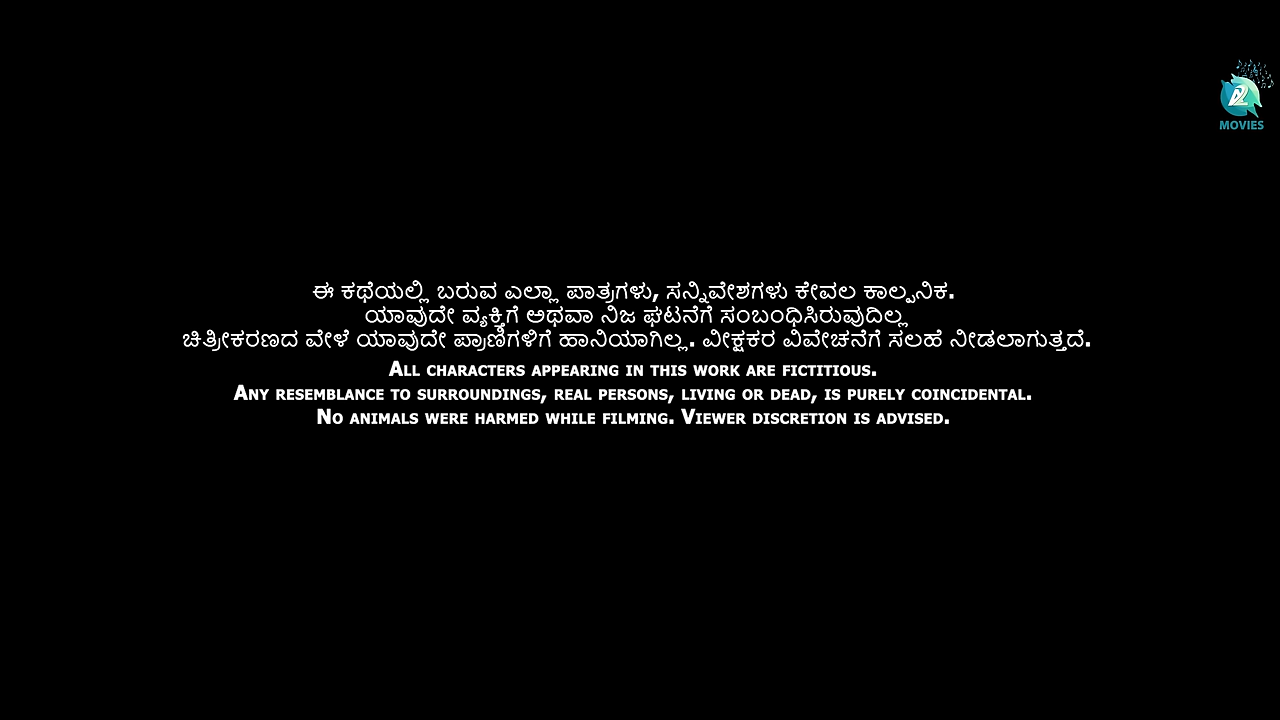 MOVIES
ಈ ಕಥೆಯಲ್ಲಿ ಬರುವ ಎಲ್ಲಾ ಪಾತ್ರಗಳು, ಸನ್ನಿವೇಶಗಳು ಕೇವಲ ಕಾಲ್ಪನಿಕ.
ಯಾವುದೇ ವ್ಯಕ್ತಿಗೆ ಅಥವಾ ನಿಜ ಘಟನೆಗೆ ಸಂಬಂಧಿಸಿರುವುದಿಲ್ಲ
ಚಿತ್ರೀಕರಣದ ವೇಳೆ ಯಾವುದೇ ಪ್ರಾಣಿಗಳಿಗೆ ಹಾನಿಯಾಗಿಲ್ಲ. ವೀಕ್ಷಕರ ವಿವೇಚನೆಗೆ ಸಲಹೆ ನೀಡಲಾಗುತ್ತದೆ.
ALL CHARACTERS APPEARING IN THIS WORK ARE FICTITIOUS.
ANY RESEMBLANCE TO SURROUNDINGS, REAL PERSONS, LIVING OR DEAD, IS PURELY COINCIDENTAL.
NO ANIMALS WERE HARMED WHILE FILMING. VIEWER DISCRETION IS ADVISED.